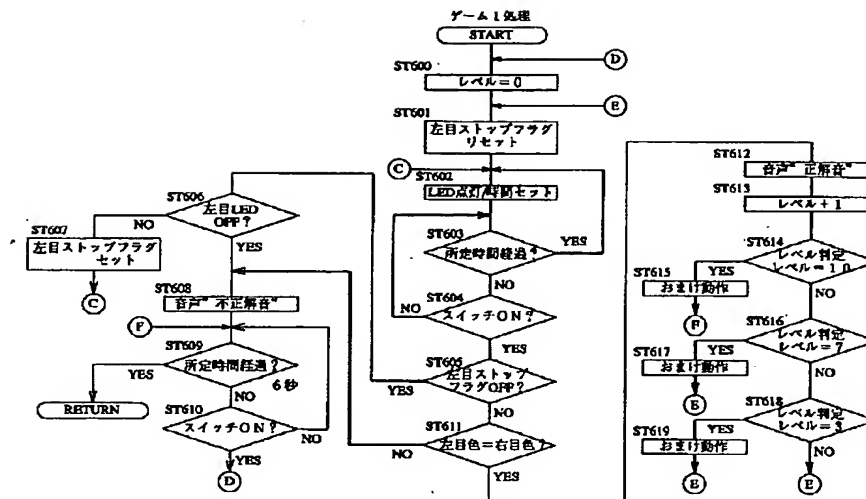 ゲーム1処理
START
D
ST600
レベル=0
E
ST601
左目ストップフラグ
リセット
C
ST602
LED点灯/時間セット
ST603
所定時間経過?
YES
NO
ST604
スイッチON?
NO
YES
ST605
左目ストップ
フラグOFF?
YES
NO
ST611
左目色=右目色?
NO
YES
ST606
左目LED
OFF?
NO
YES
ST607
左目ストップフラグ
セット
C
ST608
音声"不正解音"
F
ST609
所定時間経過?
6秒
YES
NO
RETURN
ST610
スイッチON?
NO
YES
D
ST612
音声"正解音"
ST613
レベル+1
ST614
レベル判定
レベル=10
YES
NO
ST615
おまけ動作
ST616
レベル判定
レベル=7
YES
NO
ST617
おまけ動作
E
ST618
レベル判定
レベル=3
YES
NO
ST619
おまけ動作
E
E